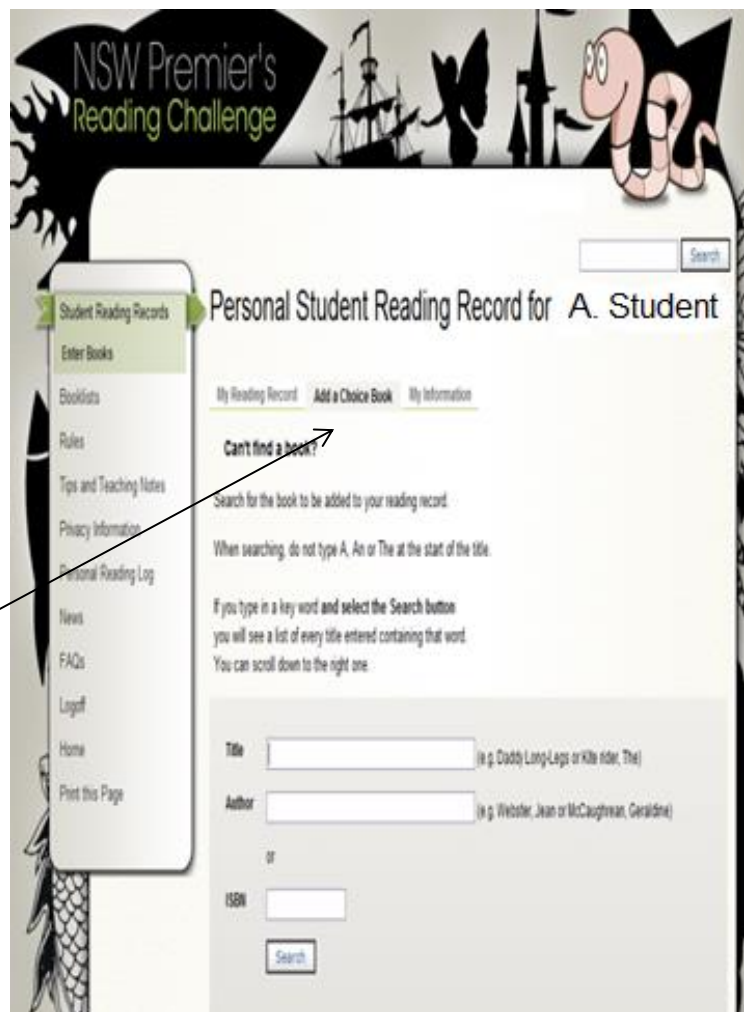 NSW Premier's
Reading Challenge
Search
Student Reading Records
Enter Books
Booklists
Rules
Tips and Teaching Notes
Privacy Information
Personal Reading Log
News
FAQs
Logoff
Home
Print this Page
Personal Student Reading Record for A. Student
My Reading Record Add a Choice Book My Information
Can't find a book?
Search for the book to be added to your reading record.
When searching, do not type A, An or The at the start of the title.
If you type in a key word and select the Search button
you will see a list of every title entered containing that word.
You can scroll down to the right one.
Title (e.g. Daddy Long-Legs or Kite rider, The)
Author (e.g. Webster, Jean or McCaughrean, Geraldine)
or
ISBN
Search